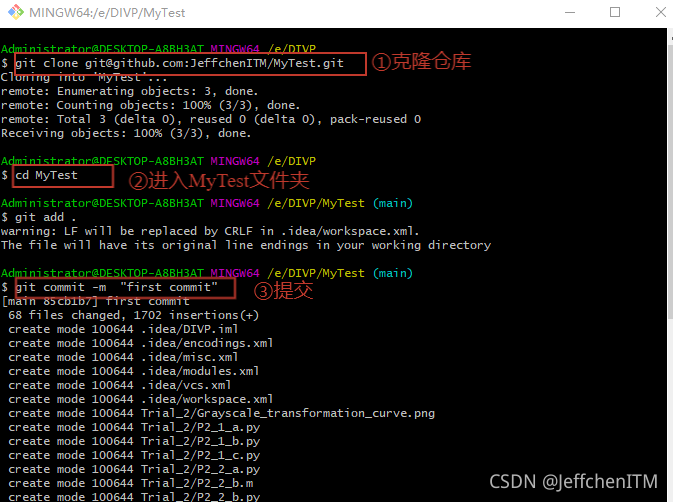 MINGW64:/e/DIVP/MyTest
Administrator@DESKTOP-A8BH3AT MINGW64 /e/DIVP
$ git clone git@github.com:JeffchenITM/MyTest.git ①克隆仓库
Cloning into 'MyTest'...
remote: Enumerating objects: 3, done.
remote: Counting objects: 100% (3/3), done.
remote: Total 3 (delta 0), reused 0 (delta 0), pack-reused 0
Receiving objects: 100% (3/3), done.
Administrator@DESKTOP-A8BH3AT MINGW64 /e/DIVP
$ cd MyTest ②进入MyTest文件夹
Administrator@DESKTOP-A8BH3AT MINGW64 /e/DIVP/MyTest (main)
$ git add .
warning: LF will be replaced by CRLF in .idea/workspace.xml.
The file will have its original line endings in your working directory
Administrator@DESKTOP-A8BH3AT MINGW64 /e/DIVP/MyTest (main)
$ git commit -m "first commit" ③提交
[main 85cb1b7] first commit
68 files changed, 1702 insertions(+)
create mode 100644 .idea/DIVP.iml
create mode 100644 .idea/encodings.xml
create mode 100644 .idea/misc.xml
create mode 100644 .idea/modules.xml
create mode 100644 .idea/vcs.xml
create mode 100644 .idea/workspace.xml
create mode 100644 Trial_2/Grayscale_transformation_curve.png
create mode 100644 Trial_2/P2_1_a.py
create mode 100644 Trial_2/P2_1_b.py
create mode 100644 Trial_2/P2_1_c.py
create mode 100644 Trial_2/P2_2_a.py
create mode 100644 Trial_2/P2_2_b.m
create mode 100644 Trial_2/P2_2_b.py
CSDN @JeffchenITM